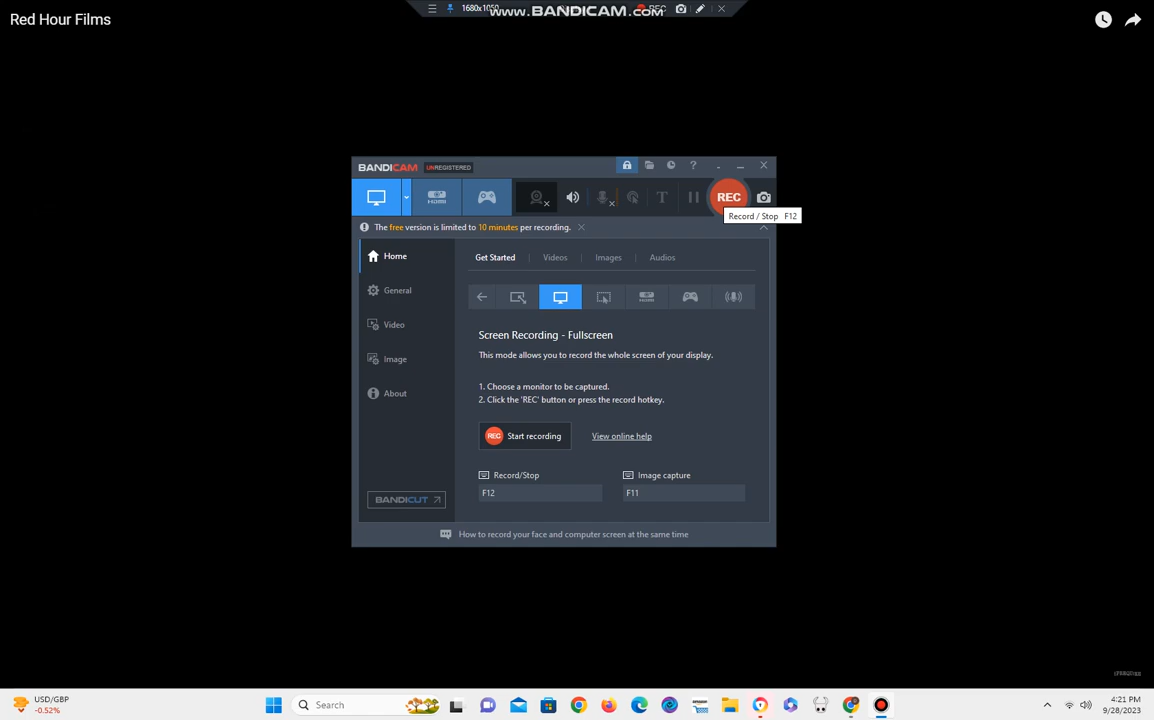 Red Hour Films
1680x1050
www.BANDICAM.com
REC
BANDICAM UNREGISTERED
HDMI
T
REC
Record / Stop F12
The free version is limited to 10 minutes per recording.
Home
General
Video
Image
About
BANDICUT
Get Started
Videos
Images
Audios
HDMI
Screen Recording - Fullscreen
This mode allows you to record the whole screen of your display.
1. Choose a monitor to be captured.
2. Click the 'REC' button or press the record hotkey.
REC Start recording
View online help
Record/Stop
Image capture
F12
F11
How to record your face and computer screen at the same time
USD/GBP
-0.52%
Search
4:21 PM
9/28/2023